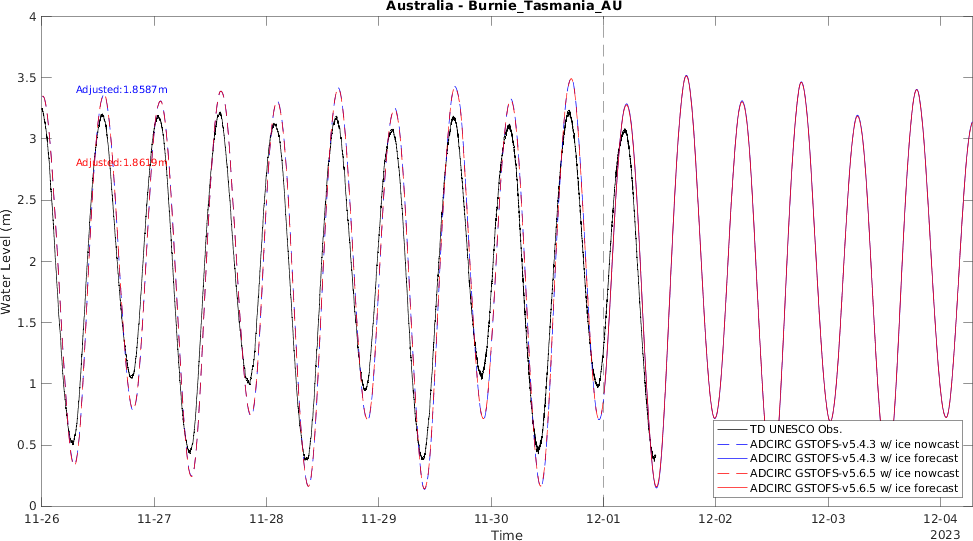 Australia - Burnie_Tasmania_AU
4
3.5
3
2.5
2
1.5
1
0.5
0
Water Level (m)
Adjusted:1.8587m
Adjusted:1.8619m
TD UNESCO Obs.
ADCIRC GSTOFS-v5.4.3 w/ ice nowcast
ADCIRC GSTOFS-v5.4.3 w/ ice forecast
ADCIRC GSTOFS-v5.6.5 w/ ice nowcast
ADCIRC GSTOFS-v5.6.5 w/ ice forecast
11-26 11-27 11-28 11-29 11-30 12-01 12-02 12-03 12-04
Time
2023